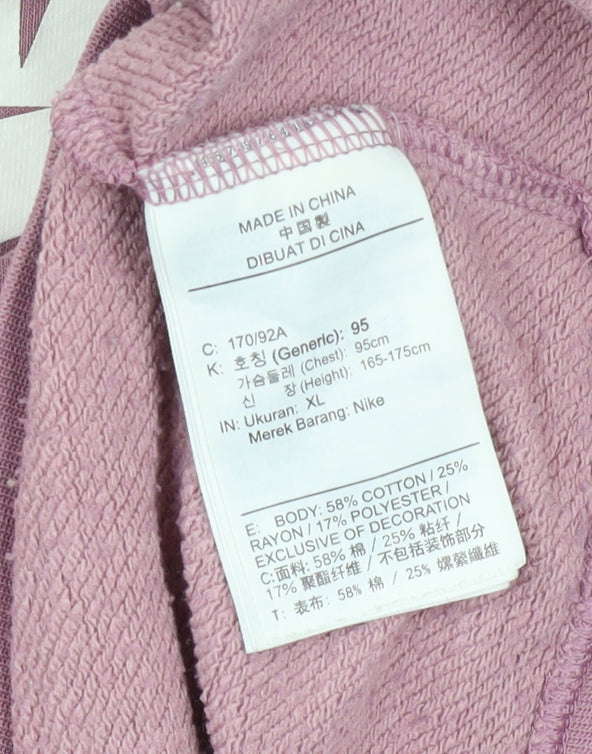 MADE IN CHINA
中国製
DIBUAT DI CINA
C: 170/92A
K: 호칭 (Generic): 95
가슴둘레 (Chest): 95cm
신 장 (Height): 165-175cm
IN: Ukuran: XL
Merek Barang: Nike
E: BODY: 58% COTTON / 25%
RAYON / 17% POLYESTER /
EXCLUSIVE OF DECORATION
C:面料: 58% 棉 / 25% 粘纤 /
17% 聚酯纤维 / 不包括装饰部分
T: 表布: 58% 棉 / 25% 嫘縈纖維